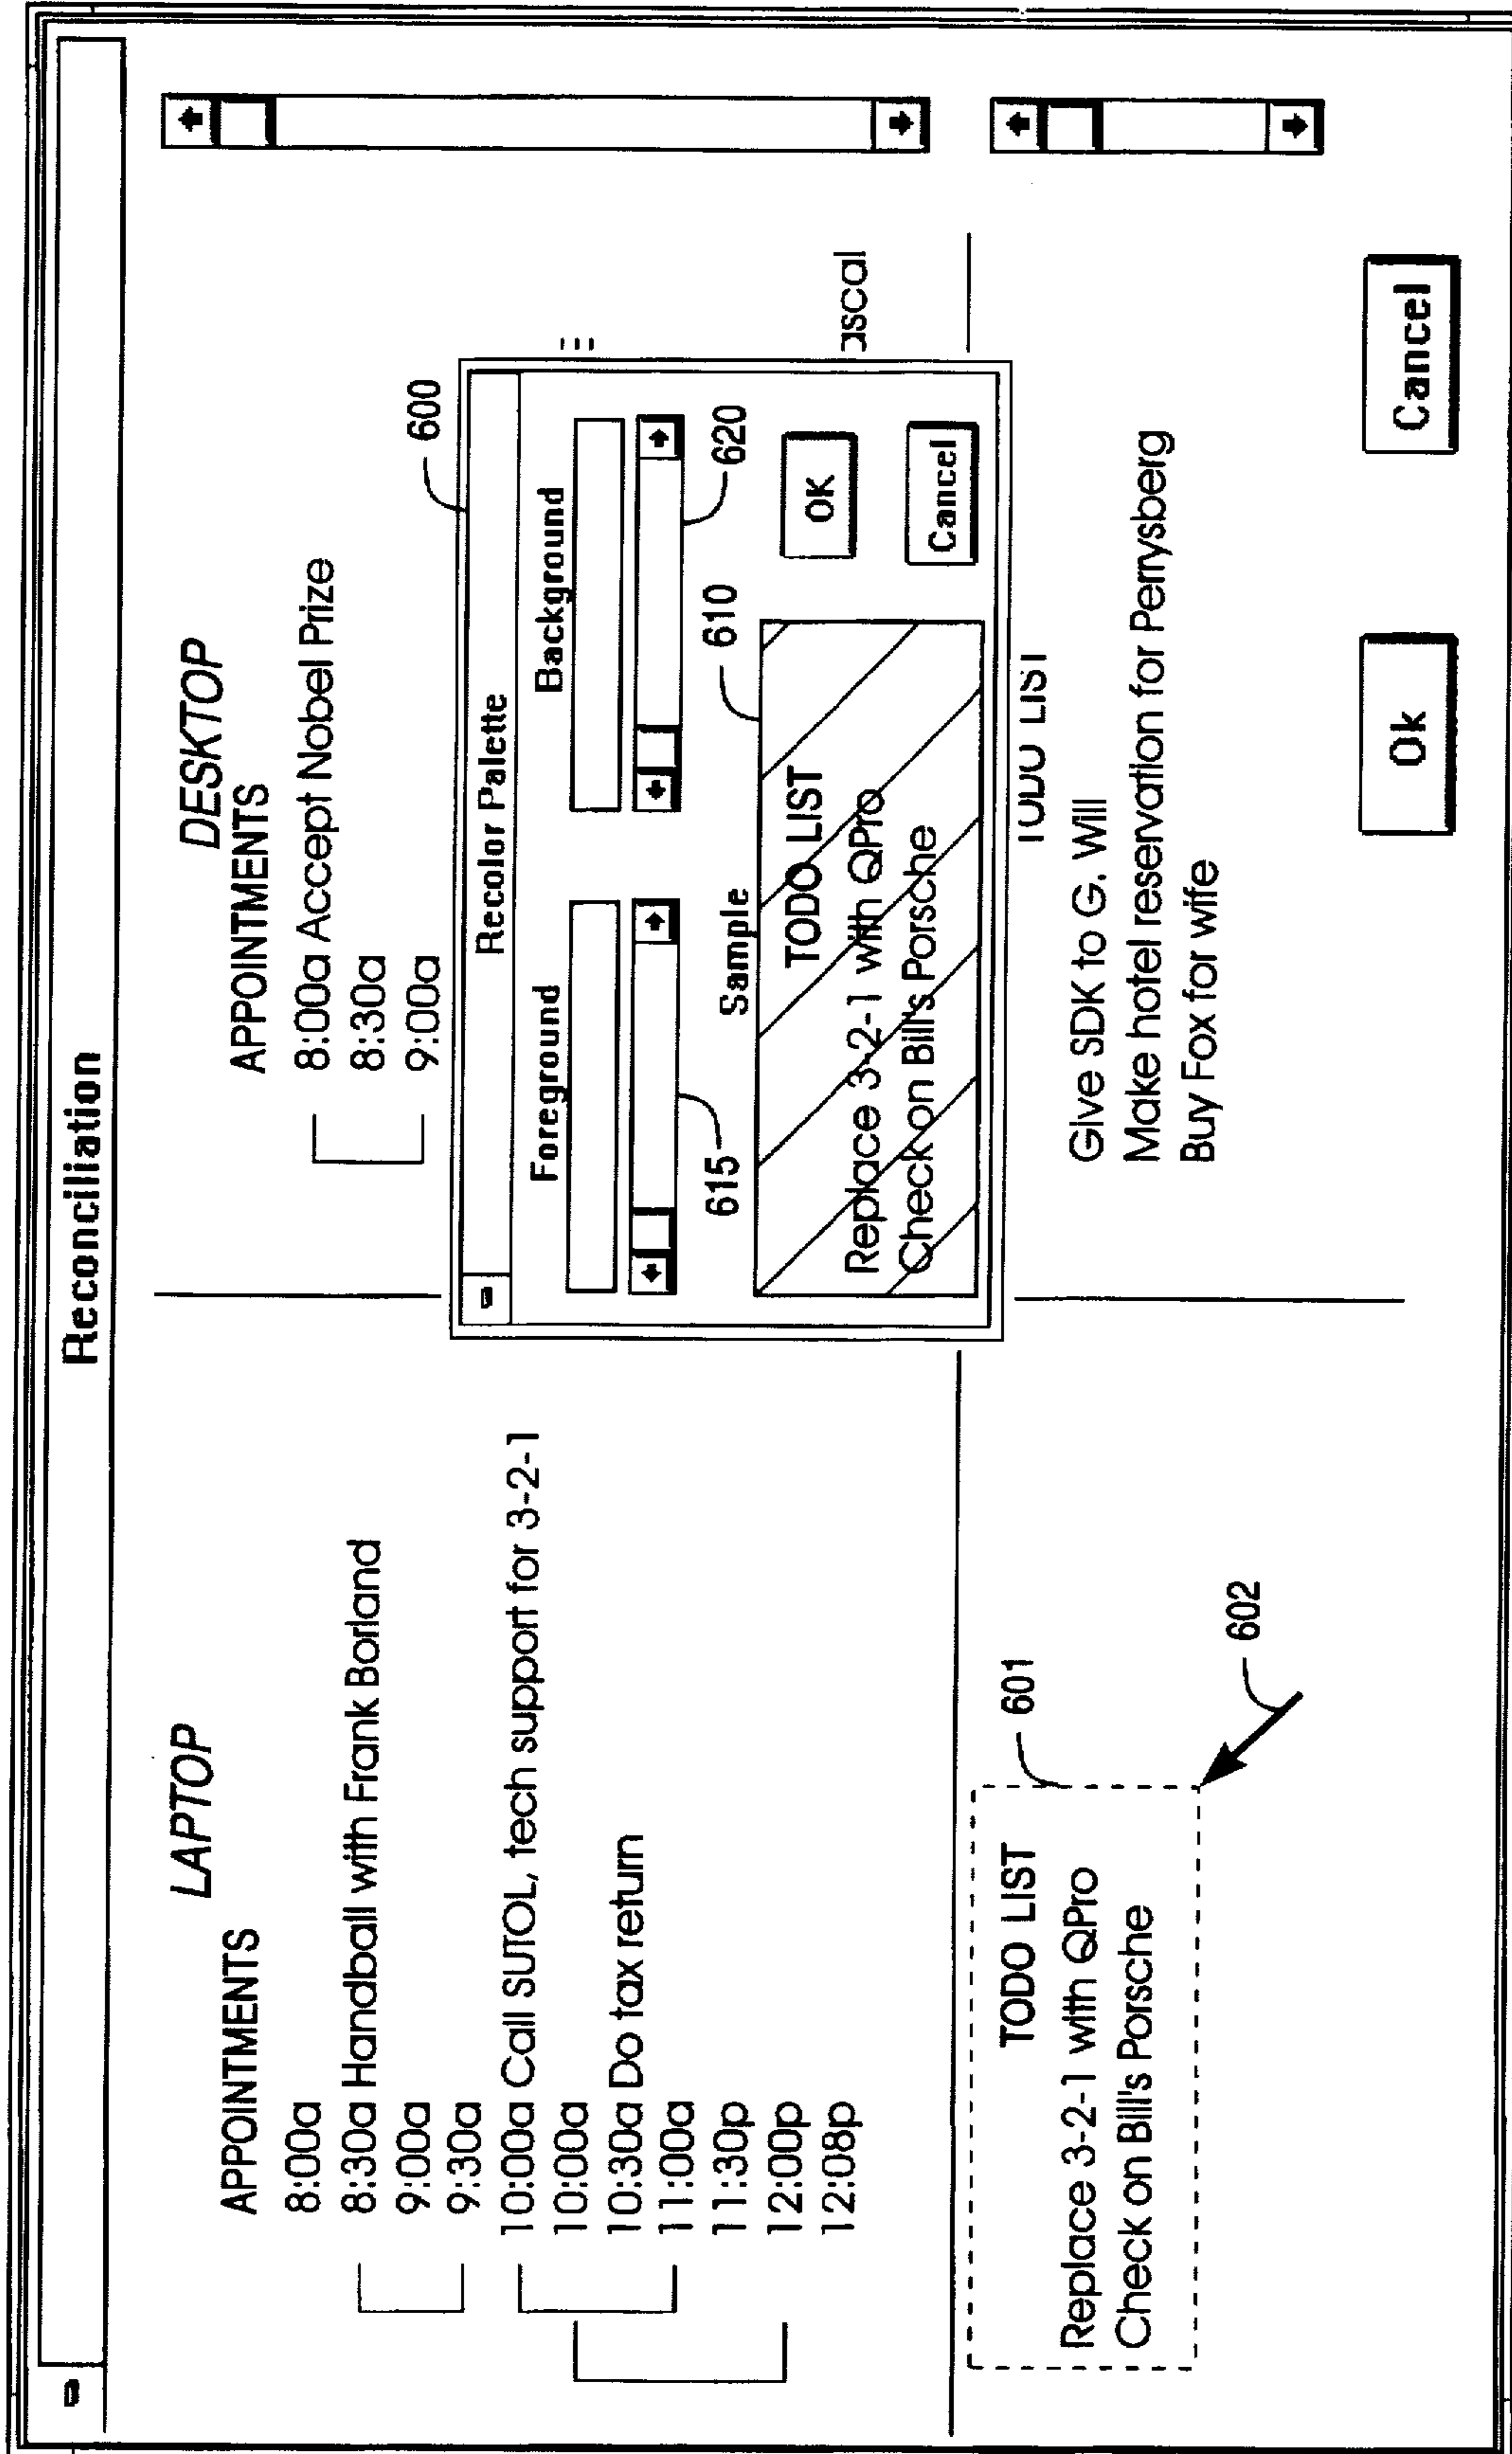 Reconciliation
LAPTOP
APPOINTMENTS
8:00a
8:30a Handball with Frank Borland
9:00a
9:30a
10:00a Call SUTOL, tech support for 3-2-1
10:00a
10:30a Do tax return
11:00a
11:30p
12:00p
12:08p
TODO LIST
Replace 3-2-1 with QPro
Check on Bill's Porsche
601
602
DESKTOP
APPOINTMENTS
8:00a Accept Nobel Prize
8:30a
9:00a
600
Recolor Palette
Foreground
Background
615
620
Sample
610
TODO LIST
Replace 3-2-1 with QPro
Check on Bill's Porsche
OK
Cancel
ascal
TODO LIST
Give SDK to G. Will
Make hotel reservation for Perrysberg
Buy Fox for wife
Ok
Cancel